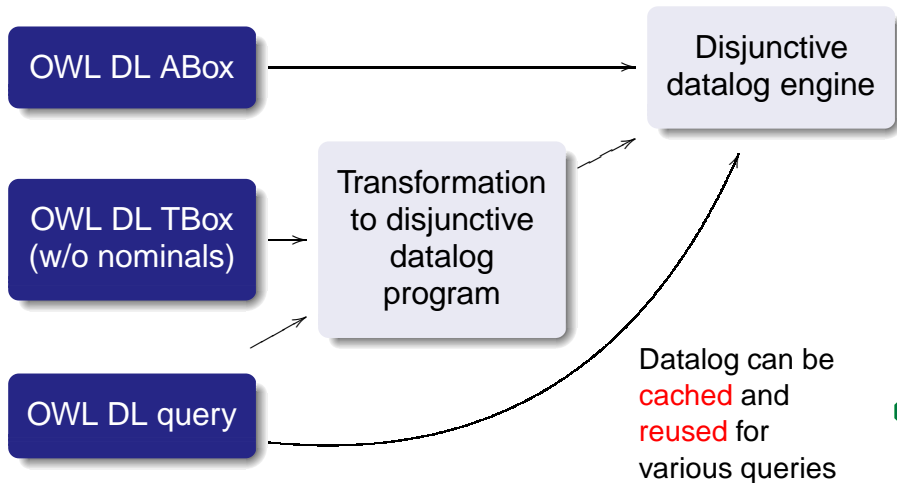 OWL DL ABox
Disjunctive
datalog engine
OWL DL TBox
(w/o nominals)
Transformation
to disjunctive
datalog
program
OWL DL query
Datalog can be
cached and
reused for
various queries